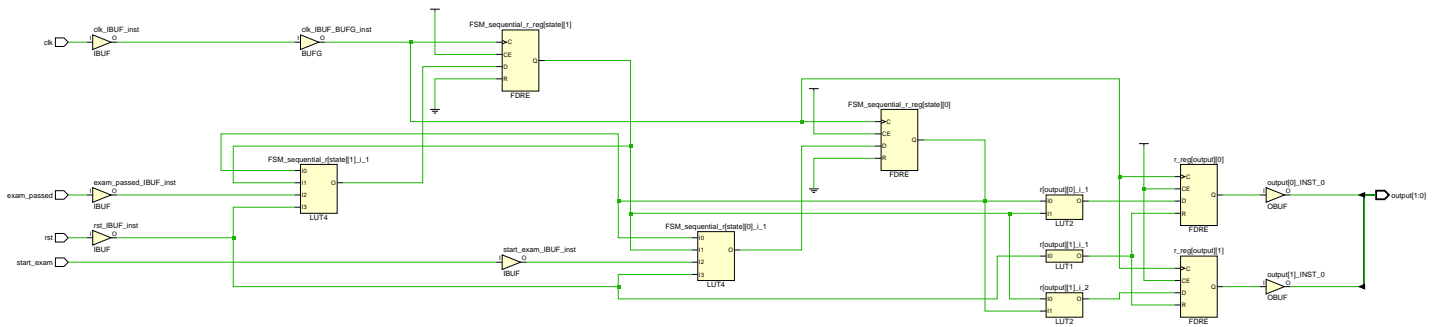 clk
clk_IBUF_inst
I
O
IBUF
clk_IBUF_BUFG_inst
I
O
BUFG
FSM_sequential_r_reg[state][1]
C
CE
D
R
Q
FDRE
FSM_sequential_r_reg[state][0]
C
CE
D
R
Q
FDRE
FSM_sequential_r[state][1]_i_1
I0
I1
I2
I3
O
LUT4
exam_passed
exam_passed_IBUF_inst
I
O
IBUF
rst
rst_IBUF_inst
I
O
IBUF
start_exam
start_exam_IBUF_inst
I
O
IBUF
FSM_sequential_r[state][0]_i_1
I0
I1
I2
I3
O
LUT4
r[output][0]_i_1
I0
I1
O
LUT2
r[output][1]_i_1
I0
O
LUT1
r[output][1]_i_2
I0
I1
O
LUT2
r_reg[output][0]
C
CE
D
R
Q
FDRE
r_reg[output][1]
C
CE
D
R
Q
FDRE
output[0]_INST_0
I
O
OBUF
output[1]_INST_0
I
O
OBUF
output[1:0]